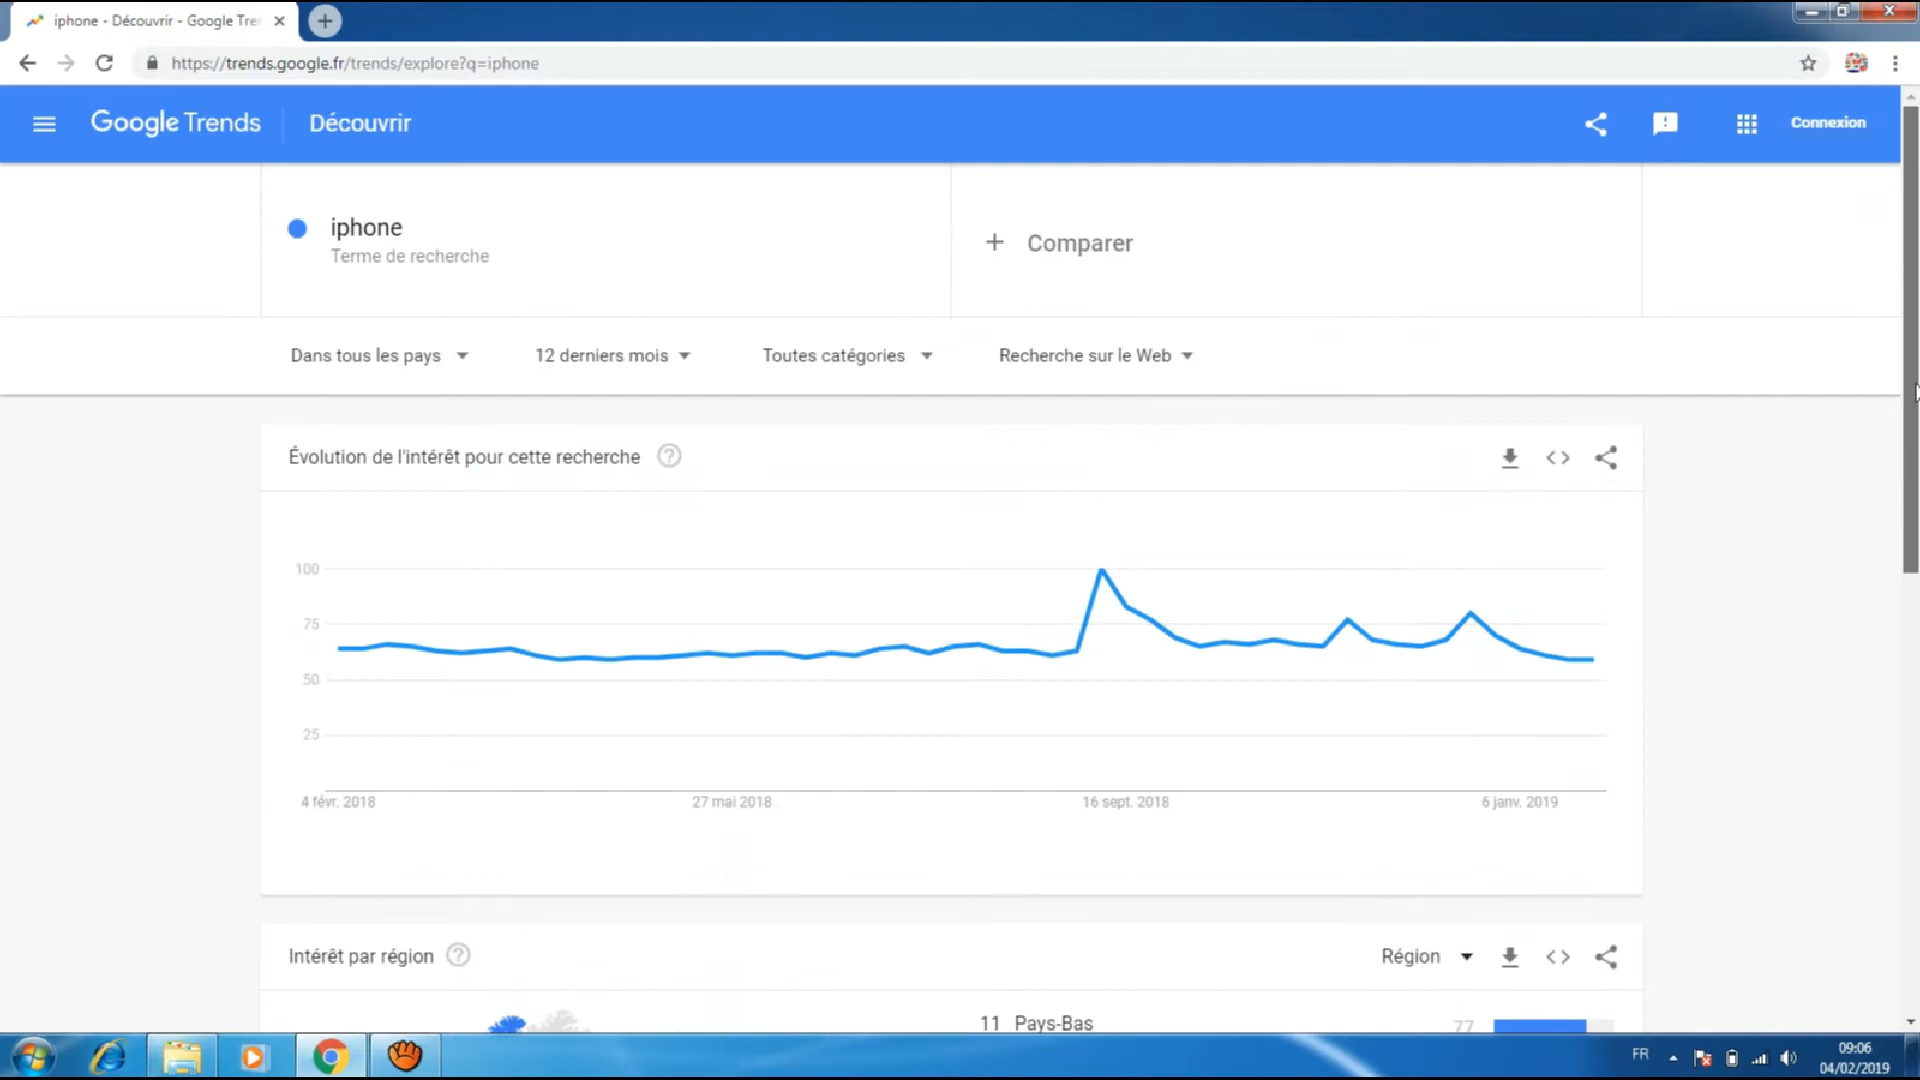 iphone - Découvrir - Google Tre
https://trends.google.fr/trends/explore?q=iphone
Google Trends Découvrir Connexion
iphone
Terme de recherche
+ Comparer
Dans tous les pays 12 derniers mois Toutes catégories Recherche sur le Web
Évolution de l'intérêt pour cette recherche ?
100
75
50
25
4 févr. 2018 27 mai 2018 16 sept. 2018 6 janv. 2019
Intérêt par région ? Région
11 Pays-Bas 77
FR 09:06
04/02/2019